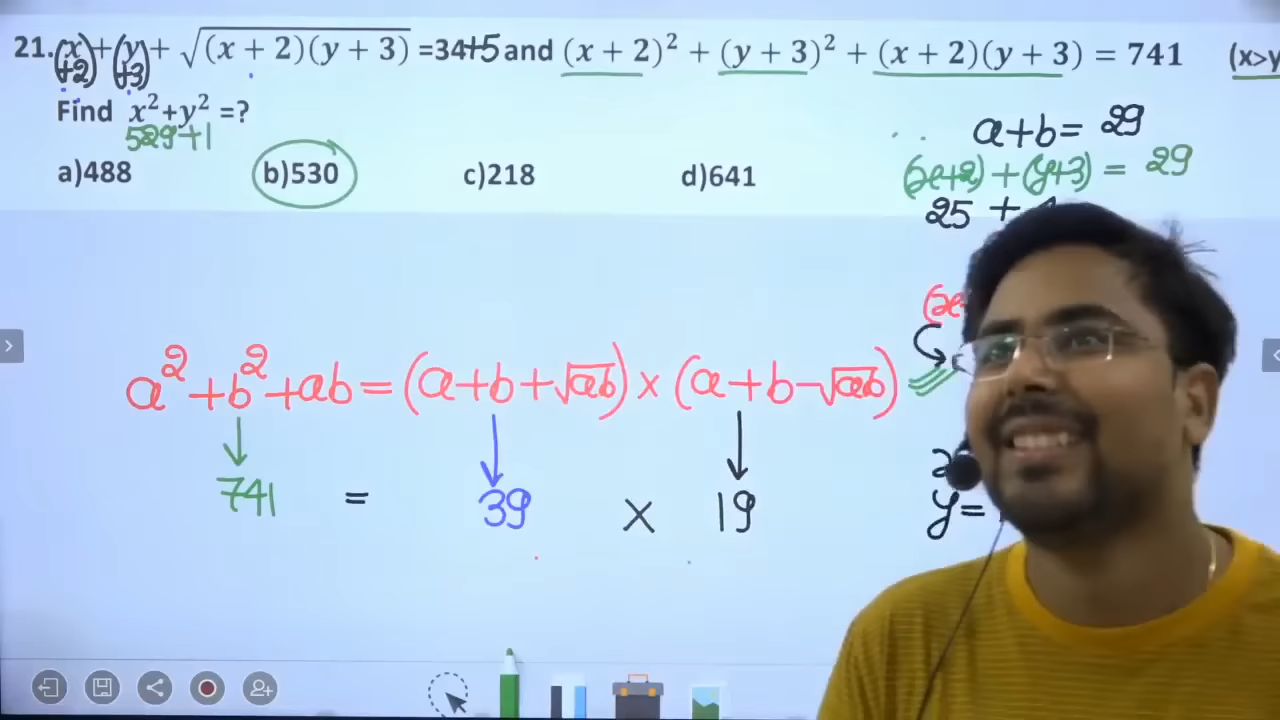 21. (x+2) + (y+3) + √(x + 2)(y + 3) =34+5 and (x + 2)² + (y + 3)² + (x + 2)(y + 3) = 741 (x>y
Find x²+y² =?
529+1
a)488 b)530 c)218 d)641
a+b= 29
(x+2) + (y+3) = 29
25 +
(x
a² + b² + ab = (a + b + √ab) × (a + b − √ab)
741 = 39 × 19
y=